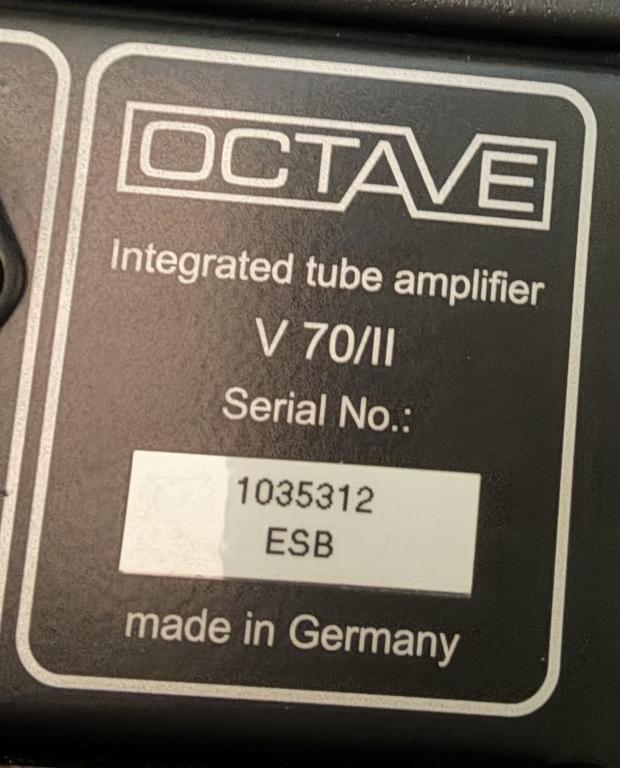 OCTAVE
Integrated tube amplifier
V 70/II
Serial No.:
1035312
ESB
made in Germany